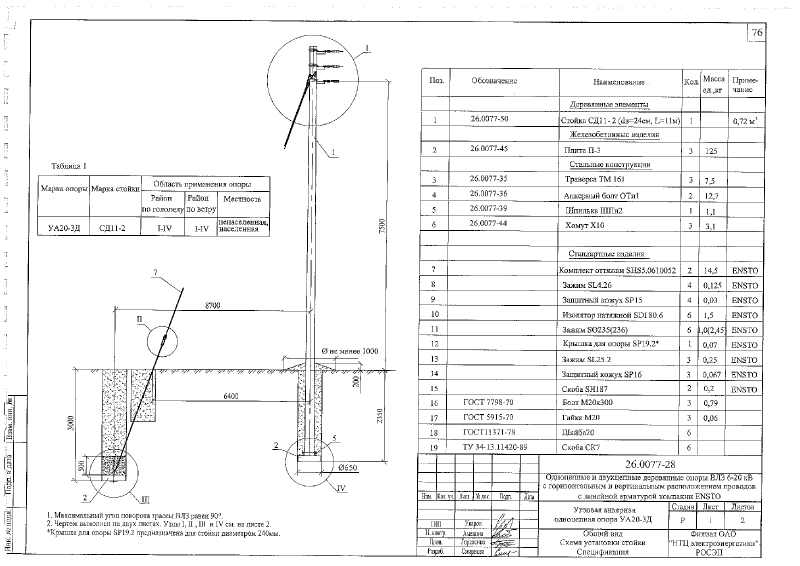 76
I
1
7500
Таблица 1
Марка опоры Марка стойки Область применения опоры
Район по гололеду Район по ветру Местность
УА20-3Д СД11-2 I-IV I-IV ненаселенная, населенная
7
8700
II
Ø не менее 1000
200
6400
3000
2350
500
2
III
2
5
Ø650
IV
1. Максимальный угол поворота трассы ВЛЗ равен 90°.
2. Чертеж выполнен на двух листах. Узлы I, II, III и IV см. на листе 2.
*Крышка для опоры SP19.2 предназначена для стойки диаметром 240мм.
Поз. Обозначение Наименование Кол. Масса ед.,кг Приме-чание
Деревянные элементы
1 26.0077-50 Стойка СД11-2 (d₀=24см, L=11м) 1 0,72 м³
Железобетонные изделия
2 26.0077-45 Плита П-3 3 125
Стальные конструкции
3 26.0077-35 Траверса ТМ 161 3 7,5
4 26.0077-36 Анкерный болт ОТи1 2 12,7
5 26.0077-39 Шпилька ШПи2 1 1,1
6 26.0077-44 Хомут Х10 3 3,1
Стандартные изделия
7 Комплект оттяжки SHS5.0610052 2 14,5 ENSTO
8 Зажим SL4.26 4 0,125 ENSTO
9 Защитный кожух SP15 4 0,03 ENSTO
10 Изолятор натяжной SDI 80.6 6 1,5 ENSTO
11 Зажим SO235(236) 6 1,0(2,45) ENSTO
12 Крышка для опоры SP19.2* 1 0,07 ENSTO
13 Зажим SL25.2 3 0,25 ENSTO
14 Защитный кожух SP16 3 0,067 ENSTO
15 Скоба SH187 2 0,2 ENSTO
16 ГОСТ 7798-70 Болт М20х300 3 0,79
17 ГОСТ 5915-70 Гайка М20 3 0,06
18 ГОСТ11371-78 Шайба20 6
19 ТУ 34-13.11420-89 Скоба СК7 6
26.0077-28
Одноцепные и двухцепные деревянные опоры ВЛЗ 6-20 кВ
с горизонтальным и вертикальным расположением проводов
с линейной арматурой компании ENSTO
Изм. Кол.уч. Лист №док. Подп. Дата
Угловая анкерная
одноцепная опора УА20-3Д
Стадия Лист Листов
Р 1 2
ГИП Ударов
Н.контр. Амелина
Пров.
Разраб.
Общий вид
Схема установки стойки
Спецификация
Филиал ОАО
"НТЦ электроэнергетики"-
РОСЭП
Взам. инв. №
Подп. и дата
Инв. № подл.